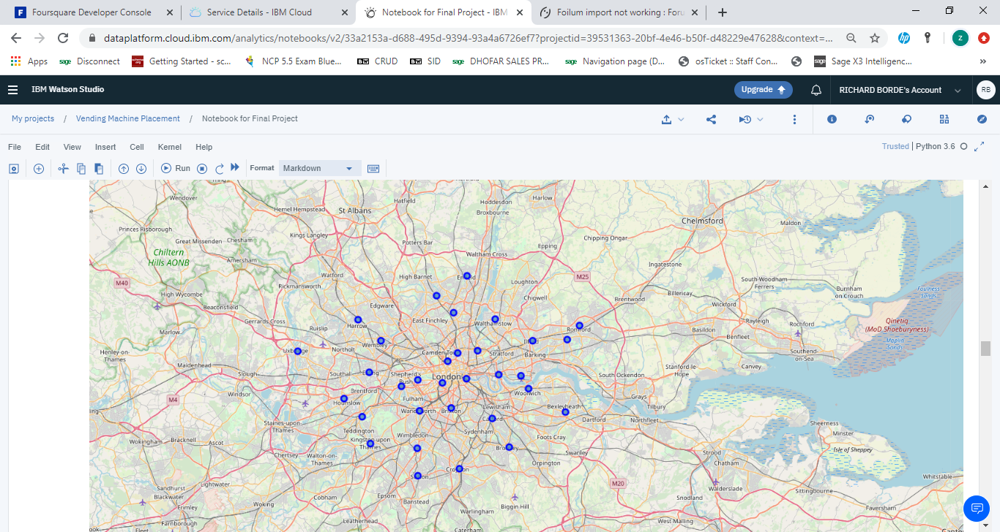 Foursquare Developer Console
Service Details - IBM Cloud
Notebook for Final Project - IBM
Foilum import not working : Foru
dataplatform.cloud.ibm.com/analytics/notebooks/v2/33a2153a-d688-495d-9394-93a4a6726ef7?projectid=39531363-20bf-4e46-b50f-d48229e47628&context=...
Z
Apps
sage Disconnect
Getting Started - sc...
NCP 5.5 Exam Blue...
CRUD
SID
sage DHOFAR SALES PR...
sage Navigation page (D...
osTicket :: Staff Con...
sage Sage X3 Intelligenc...
IBM Watson Studio
Upgrade
RICHARD BORDE's Account
RB
My projects / Vending Machine Placement / Notebook for Final Project
File Edit View Insert Cell Kernel Help
Trusted | Python 3.6
Run
Format
Markdown
Wendover
Hatfield
Hoddesdon
Harlow
Hemel Hempstead
St Albans
Broxbourne
Chelmsford
Maldon
Princes Risborough
Kings Langley
Great Missenden
Chesham
Potters Bar
Chipping Ongar
Epping
Chiltern
Hills AONB
Amersham
Waltham Cross
Ingatestone
Watford
High Barnet
M25
South Woodham
Ferrers
M40
Rickmansworth
Loughton
Burnham
on Crouch
Foulness
Sands
High Wycombe
Billericay
Chigwell
Brentwood
Wickford
Beaconsfield
Edgware
Gerrards Cross
East Finchley
Walthamstow
Rayleigh
Rochford
Qinetiq
(MoD Shoeburyness)
Harrow
Ruislip
Romford
Basildon
Marlow
Benfleet
Maplin
Sands
Wembley
Northolt
Henley-on-
Thames
Barking
Stratford
Southend-
on-Sea
Maidenhead
Stanford-le-
Hope
Canvey
Slough
Southall
Shepherd's
Bush
London
South Ockendon
Windsor
Brentford
Woolwich
M4
Fulham
Grays
Hounslow
Lewisham
Bexleyheath
Tilbury
Dartford
Northfleet
Staines-upon-
Thames
Teddington
Sheerness
Sydenham
Minster
Wimbledon
Foots Cray
Wokingham
Bracknell
Ascot
Kingston upon
Thames
Isle of Sheppey
Chertsey
Walton-on-
Thames
Swanley
Strood
Orpington
Chatham
Whitstable
Sandhurst
Lightwater
M20
Walderslade
Blackwater
Cobham
Epsom
Banstead
Snodland
Sittingbourne
Frimley
Woking
Biggin Hill
Faversham
Warlingham
Farnborough
Leatherhead
West Malling
Caterham